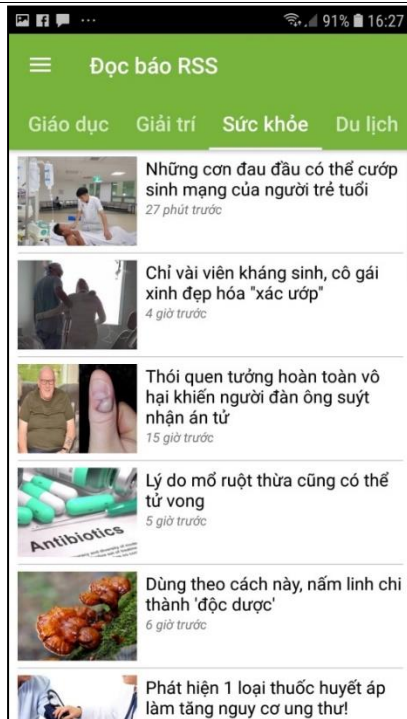 91% 16:27
Đọc báo RSS
Giáo dục Giải trí Sức khỏe Du lịch
Những cơn đau đầu có thể cướp
sinh mạng của người trẻ tuổi
27 phút trước
Chỉ vài viên kháng sinh, cô gái
xinh đẹp hóa "xác ướp"
4 giờ trước
Thói quen tưởng hoàn toàn vô
hại khiến người đàn ông suýt
nhận án tử
15 giờ trước
Lý do mổ ruột thừa cũng có thể
tử vong
5 giờ trước
Antibiotics
Dùng theo cách này, nấm linh chi
thành 'độc dược'
6 giờ trước
Phát hiện 1 loại thuốc huyết áp
làm tăng nguy cơ ung thư!